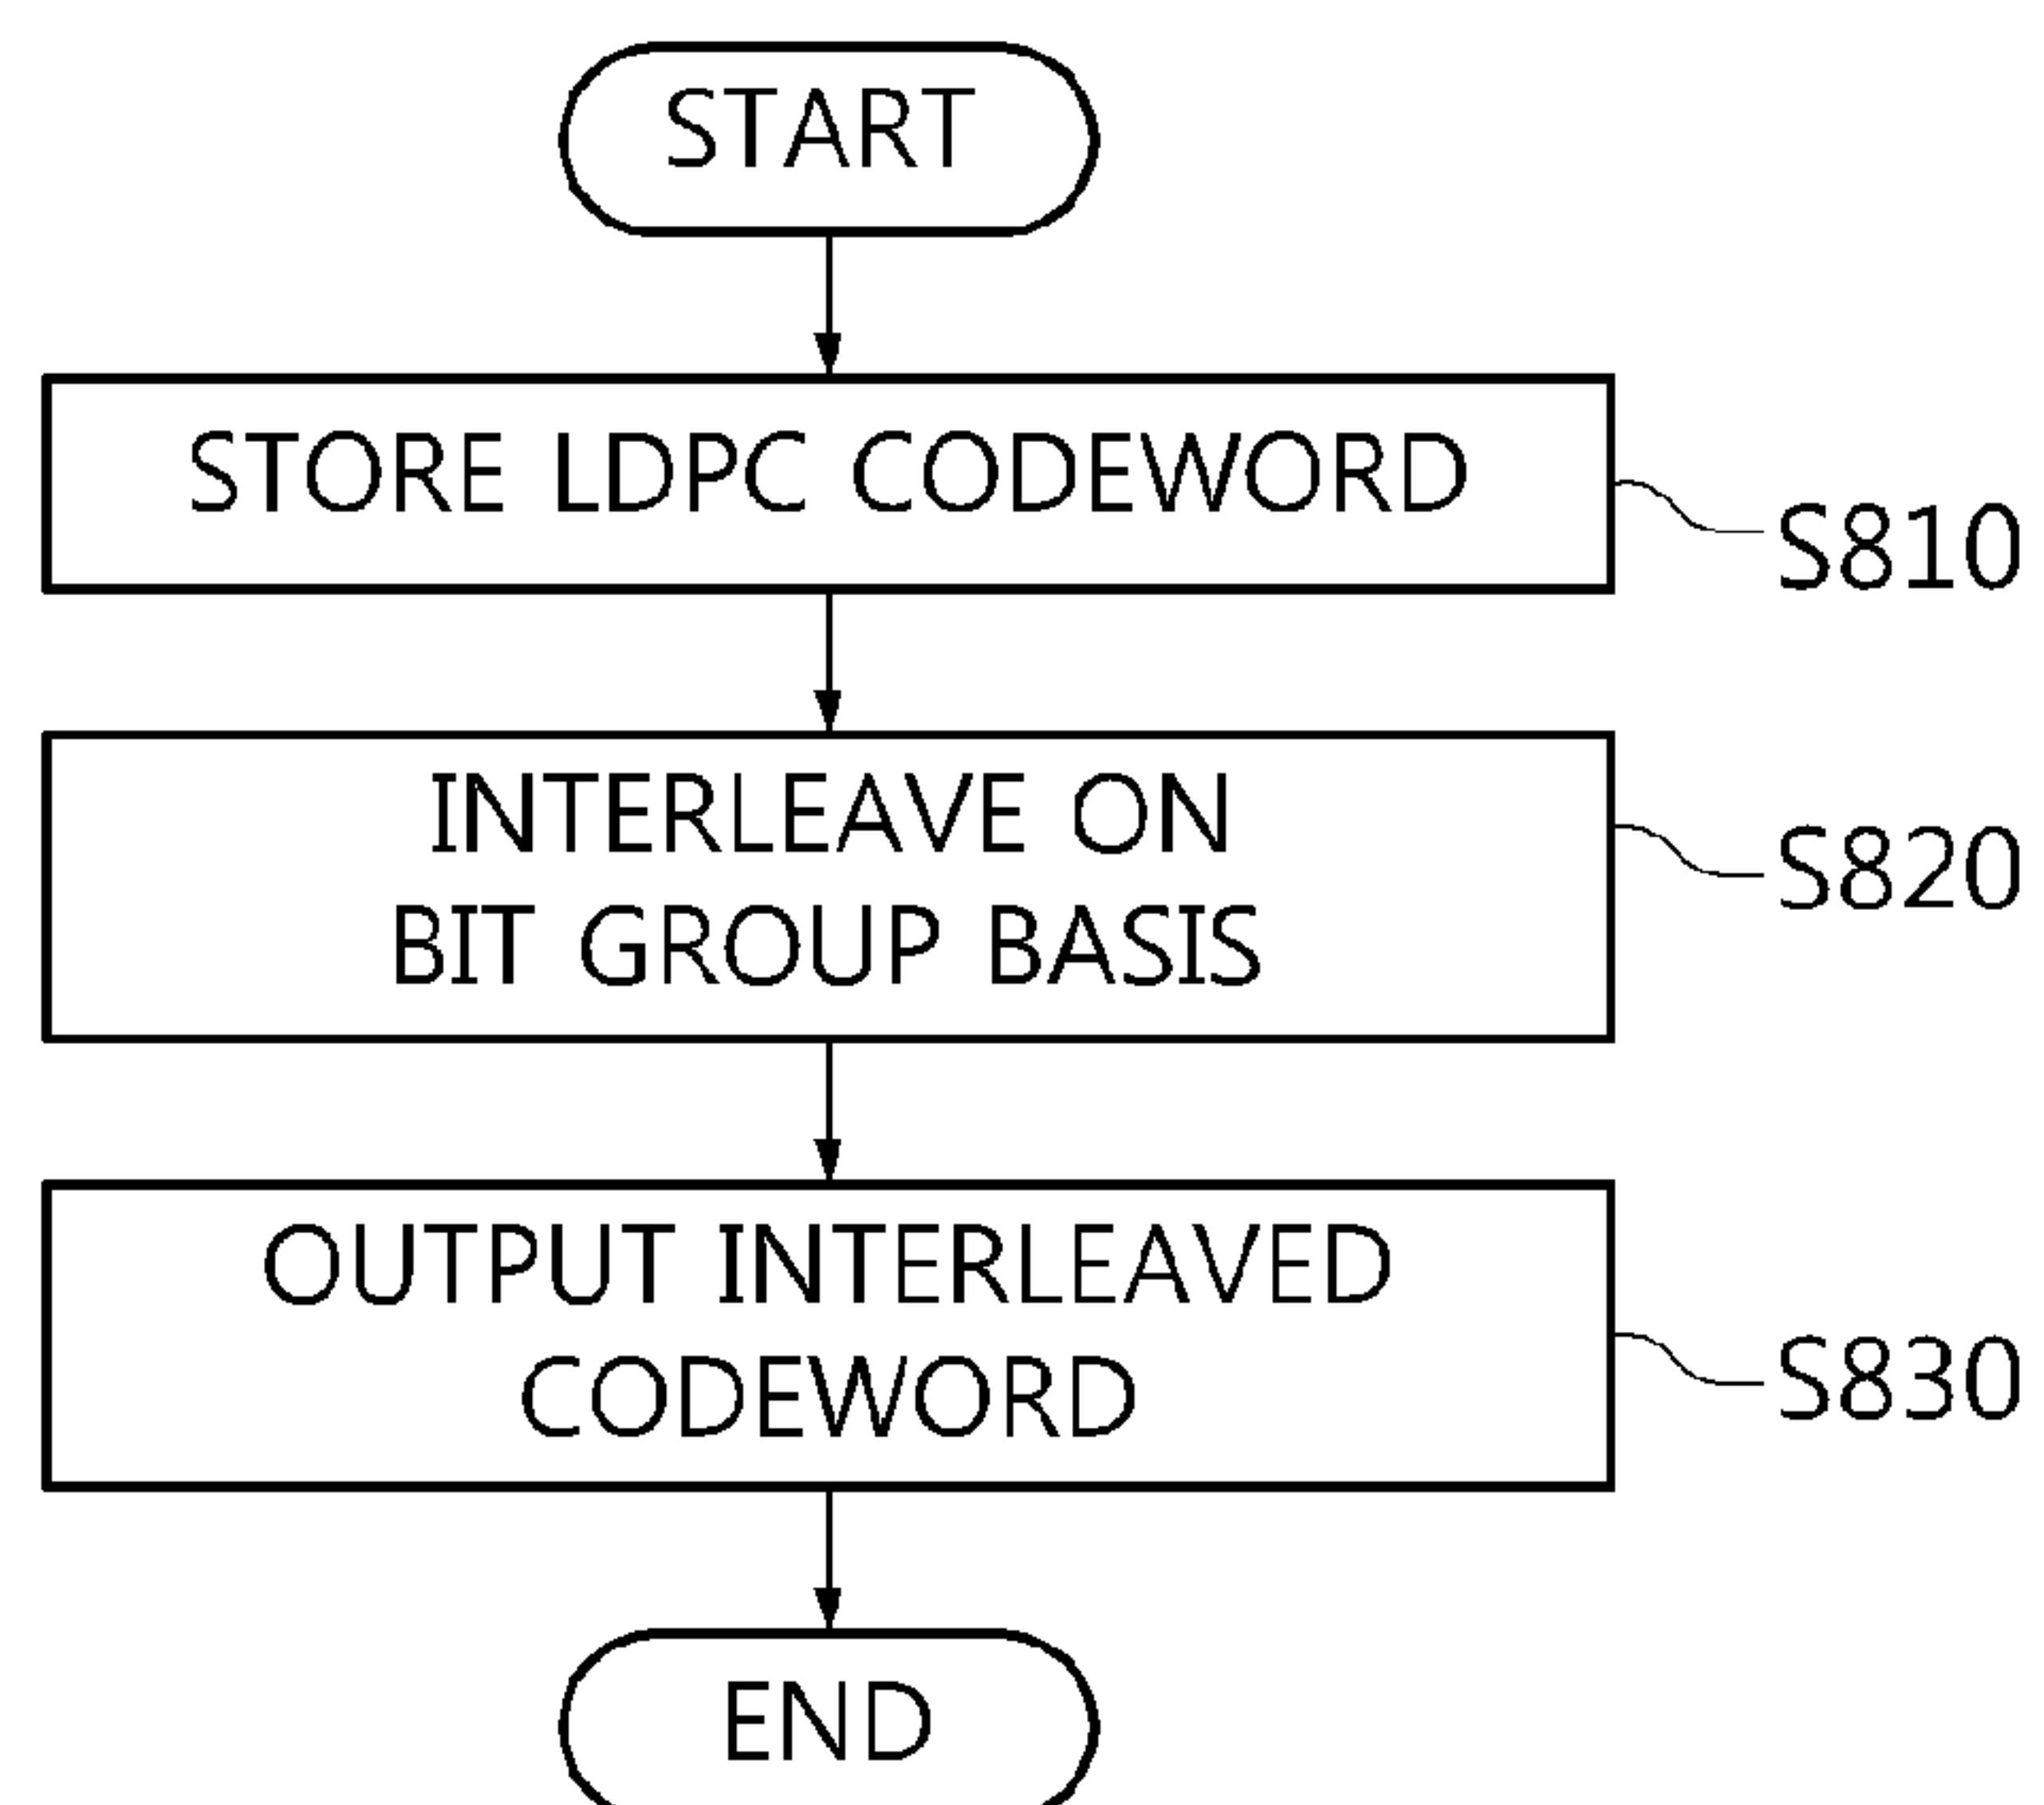 START
STORE LDPC CODEWORD
S810
INTERLEAVE ON
BIT GROUP BASIS
S820
OUTPUT INTERLEAVED
CODEWORD
S830
END